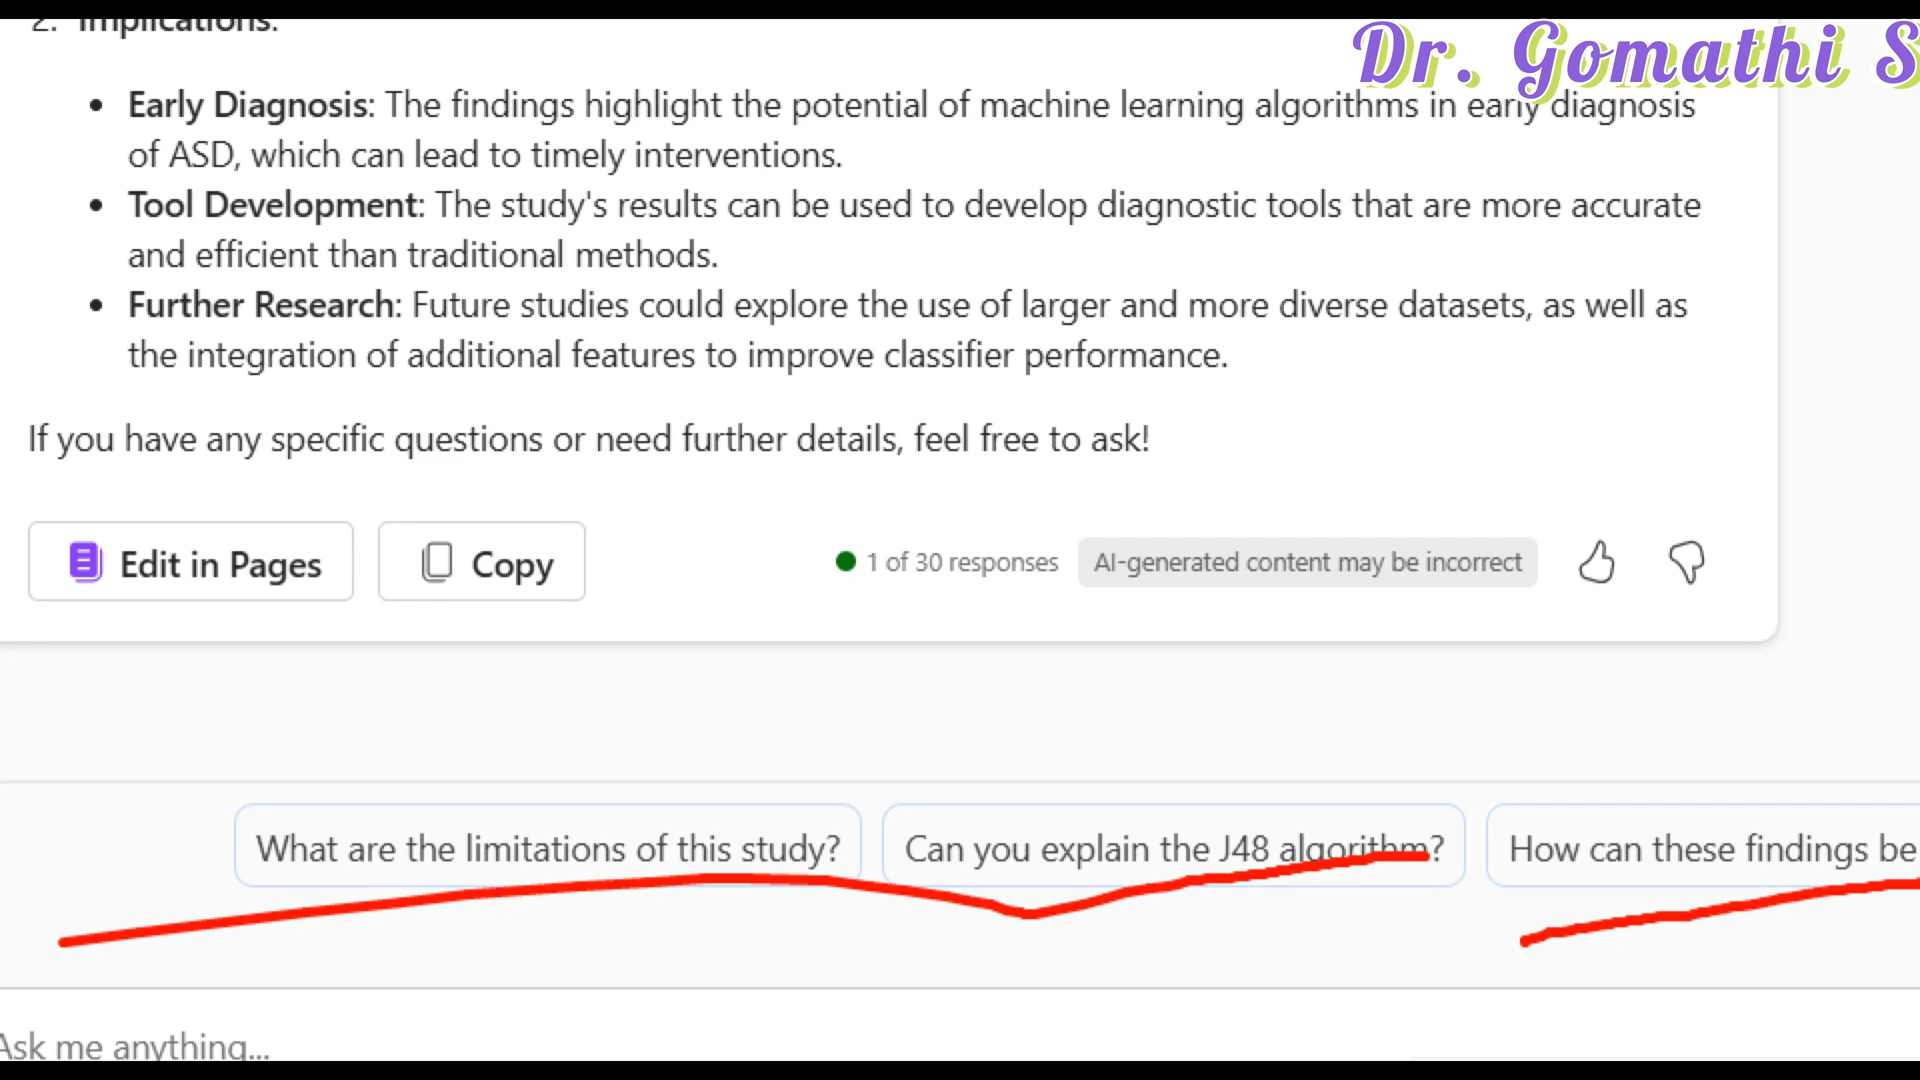 2. Implications:
Dr. Gomathi S
• Early Diagnosis: The findings highlight the potential of machine learning algorithms in early diagnosis
of ASD, which can lead to timely interventions.
• Tool Development: The study's results can be used to develop diagnostic tools that are more accurate
and efficient than traditional methods.
• Further Research: Future studies could explore the use of larger and more diverse datasets, as well as
the integration of additional features to improve classifier performance.
If you have any specific questions or need further details, feel free to ask!
Edit in Pages
Copy
1 of 30 responses
AI-generated content may be incorrect
What are the limitations of this study?
Can you explain the J48 algorithm?
How can these findings be
Ask me anything...